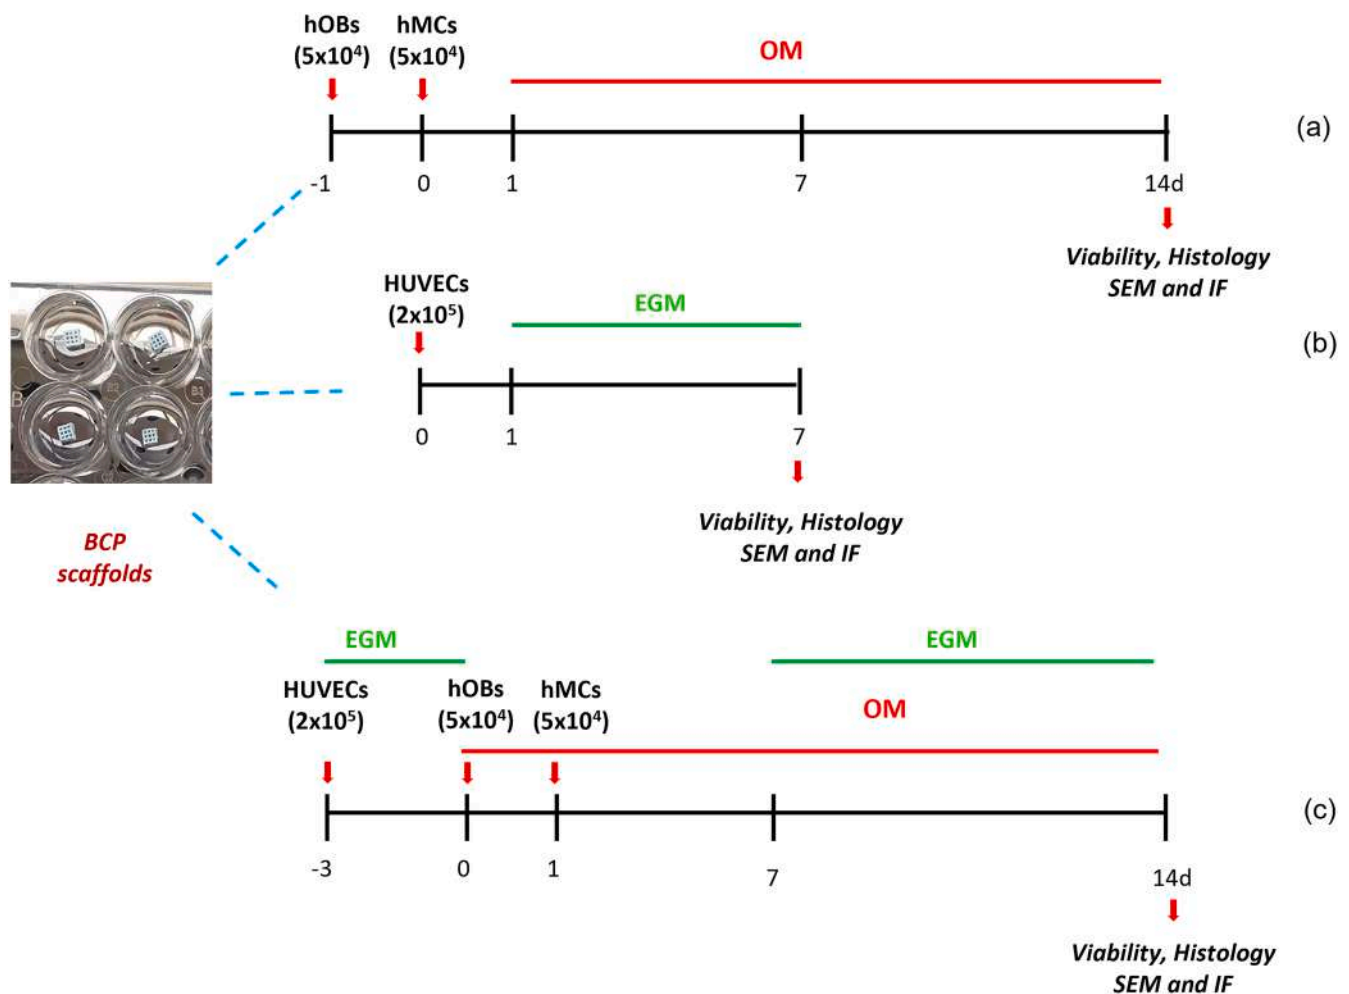 hOBs hMCs
(5x10⁴) (5x10⁴)
OM
(a)
-1 0 1 7 14d
Viability, Histology
SEM and IF
HUVECs
(2x10⁵)
EGM
(b)
0 1 7
Viability, Histology
SEM and IF
B
B1
BCP
scaffolds
EGM EGM
HUVECs hOBs hMCs
(2x10⁵) (5x10⁴) (5x10⁴)
OM
(c)
-3 0 1 7 14d
Viability, Histology
SEM and IF